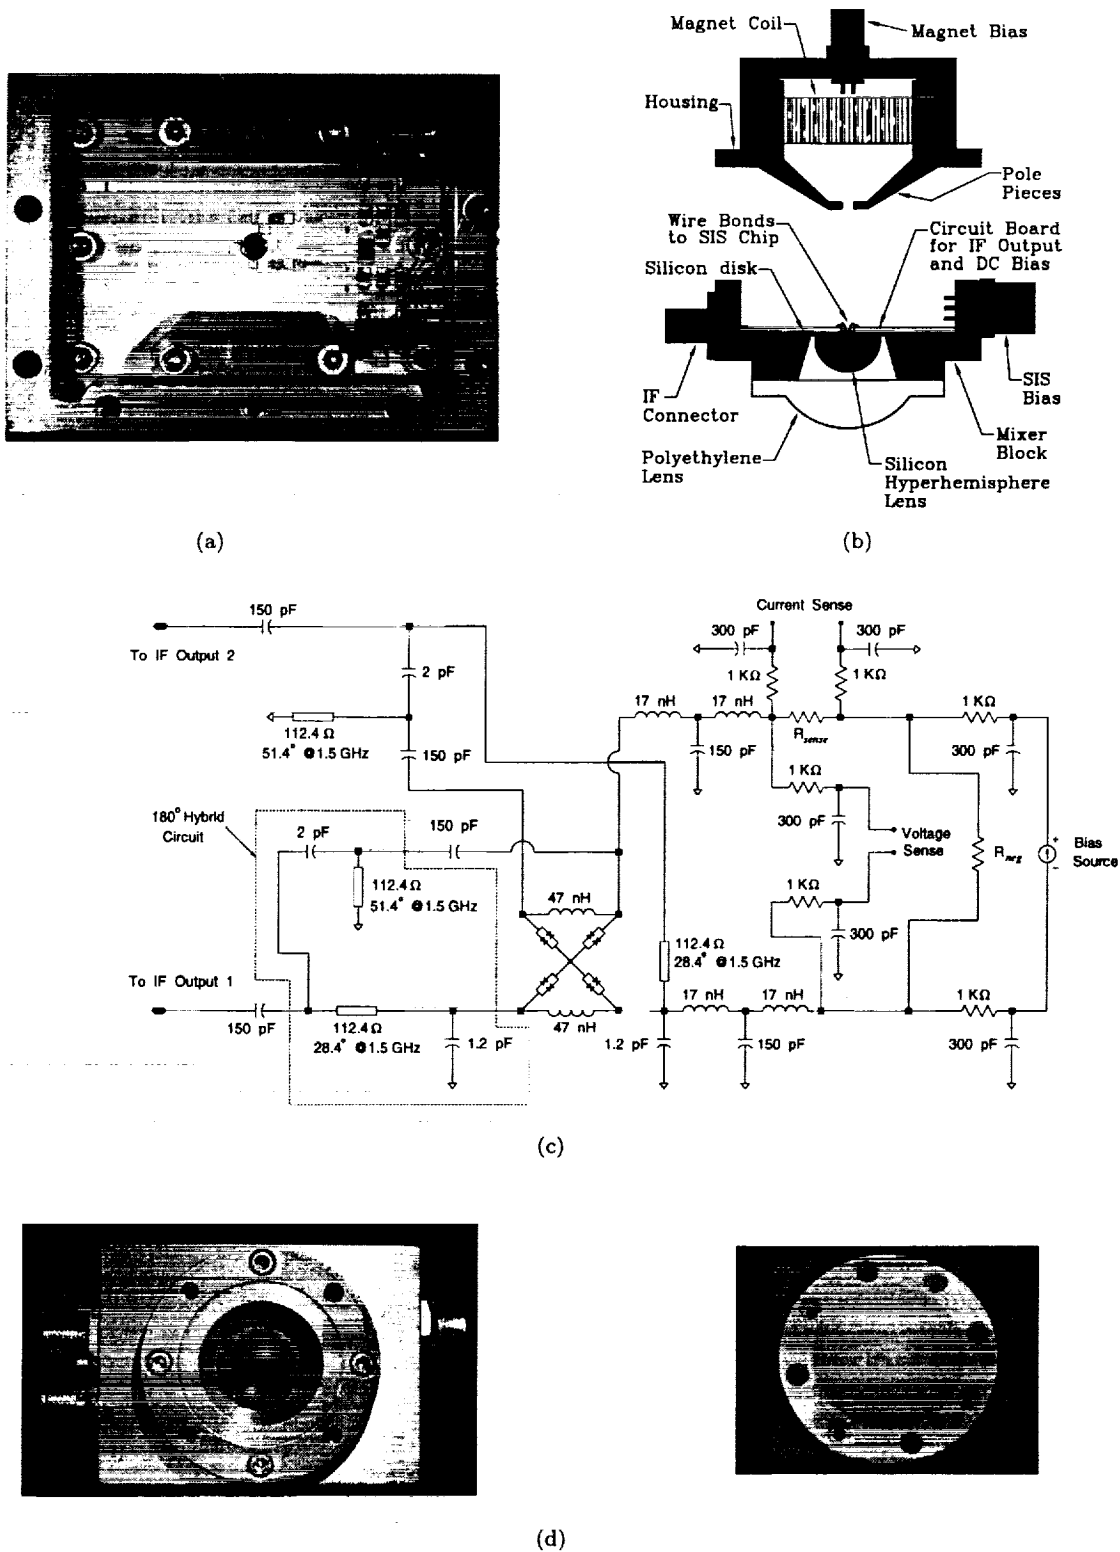 Magnet Coil
Magnet Bias
Housing
Pole
Pieces
Wire Bonds
to SIS Chip
Circuit Board
for IF Output
and DC Bias
Silicon disk
IF
Connector
SIS
Bias
Mixer
Block
Polyethylene
Lens
Silicon
Hyperhemisphere
Lens
(a)
(b)
150 pF
To IF Output 2
2 pF
112.4 Ω
51.4° @1.5 GHz
150 pF
Current Sense
300 pF
300 pF
1 KΩ
1 KΩ
17 nH
17 nH
R_sense
150 pF
1 KΩ
300 pF
1 KΩ
300 pF
Voltage
Sense
R_neg
Bias
Source
+
−
180° Hybrid
Circuit
2 pF
150 pF
112.4 Ω
51.4° @1.5 GHz
47 nH
1 KΩ
300 pF
112.4 Ω
28.4° @1.5 GHz
To IF Output 1
150 pF
112.4 Ω
28.4° @1.5 GHz
1.2 pF
47 nH
1.2 pF
17 nH
17 nH
150 pF
1 KΩ
300 pF
(c)
(d)